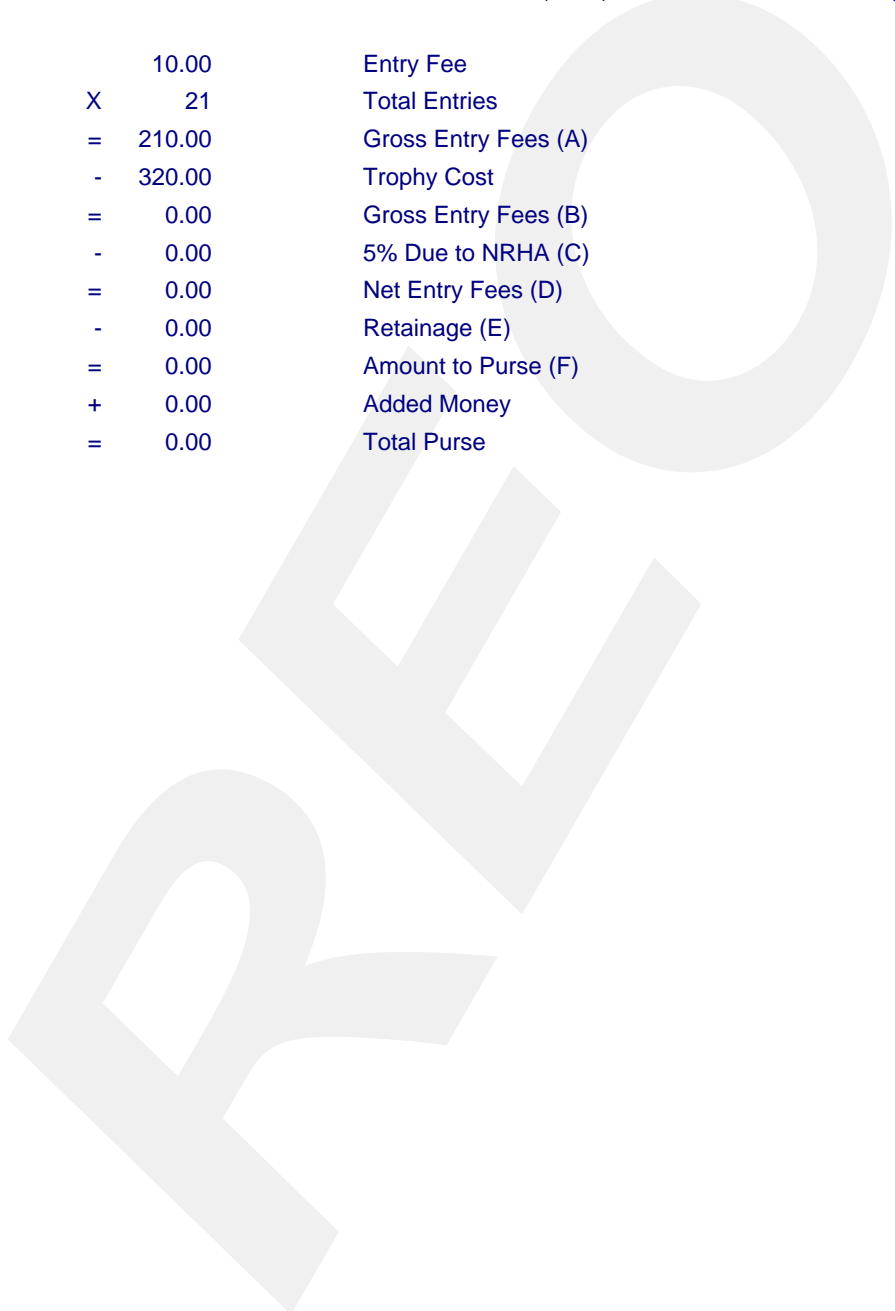 10.00 Entry Fee
X 21 Total Entries
= 210.00 Gross Entry Fees (A)
- 320.00 Trophy Cost
= 0.00 Gross Entry Fees (B)
- 0.00 5% Due to NRHA (C)
= 0.00 Net Entry Fees (D)
- 0.00 Retainage (E)
= 0.00 Amount to Purse (F)
+ 0.00 Added Money
= 0.00 Total Purse
REO